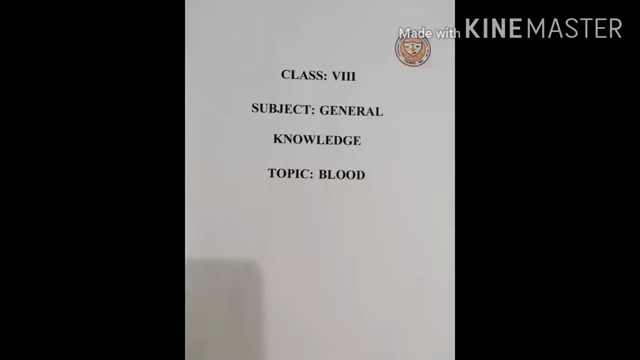 Made with KINEMASTER
CLASS: VIII
SUBJECT: GENERAL
KNOWLEDGE
TOPIC: BLOOD